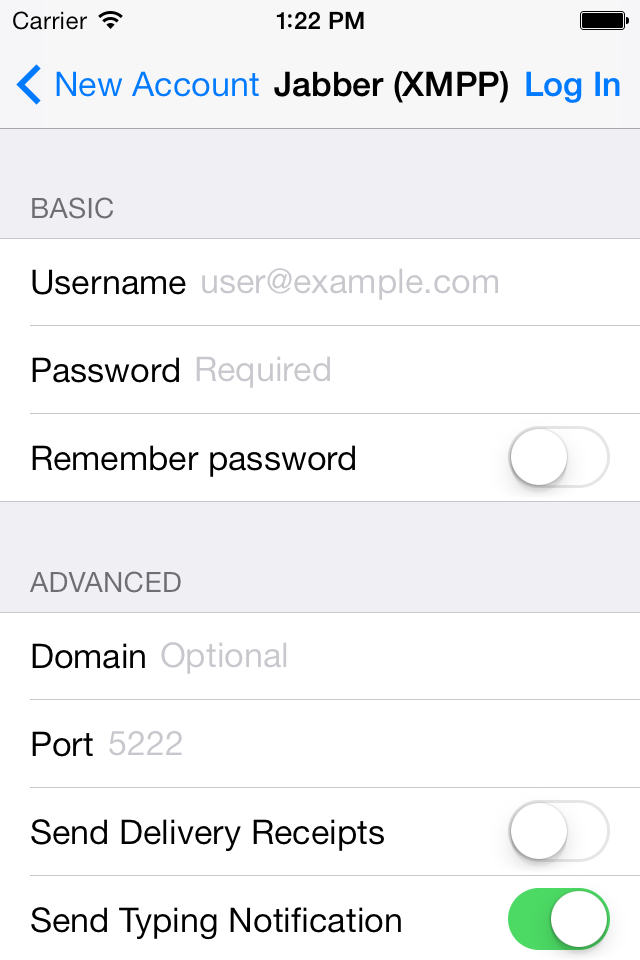 Carrier 1:22 PM
New Account Jabber (XMPP) Log In
BASIC
Username user@example.com
Password Required
Remember password
ADVANCED
Domain Optional
Port 5222
Send Delivery Receipts
Send Typing Notification